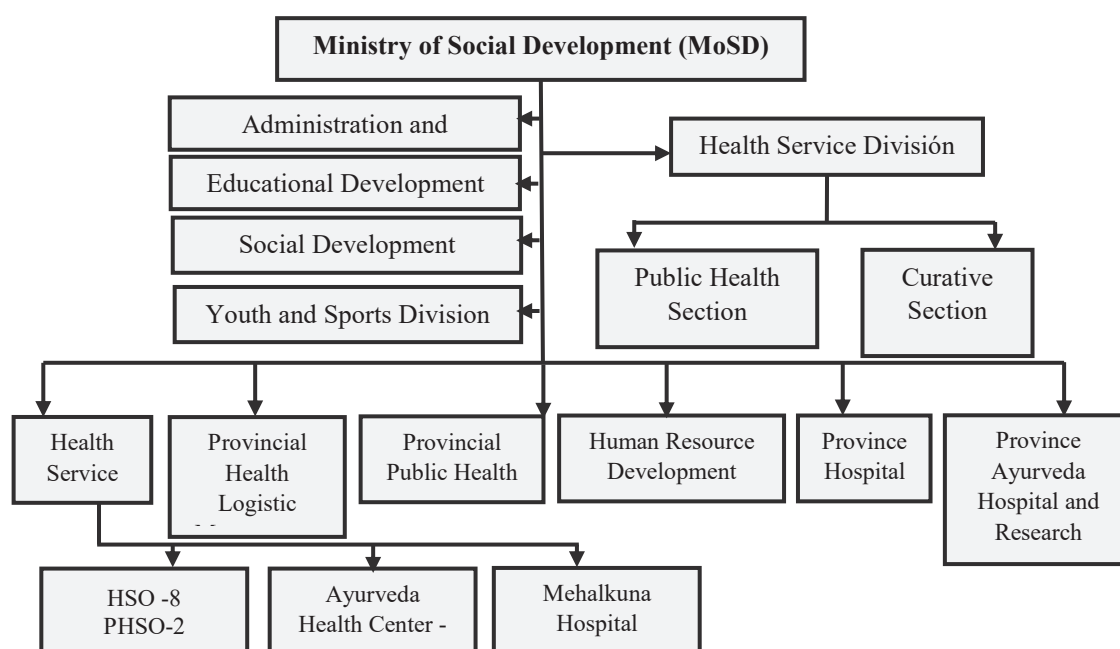 Ministry of Social Development (MoSD)
Administration and
Health Service División
Educational Development
Social Development
Youth and Sports Division
Public Health
Section
Curative
Section
Health
Service
Provincial
Health
Logistic
Provincial
Public Health
Human Resource
Development
Province
Hospital
Province
Ayurveda
Hospital and
Research
HSO -8
PHSO-2
Ayurveda
Health Center -
Mehalkuna
Hospital